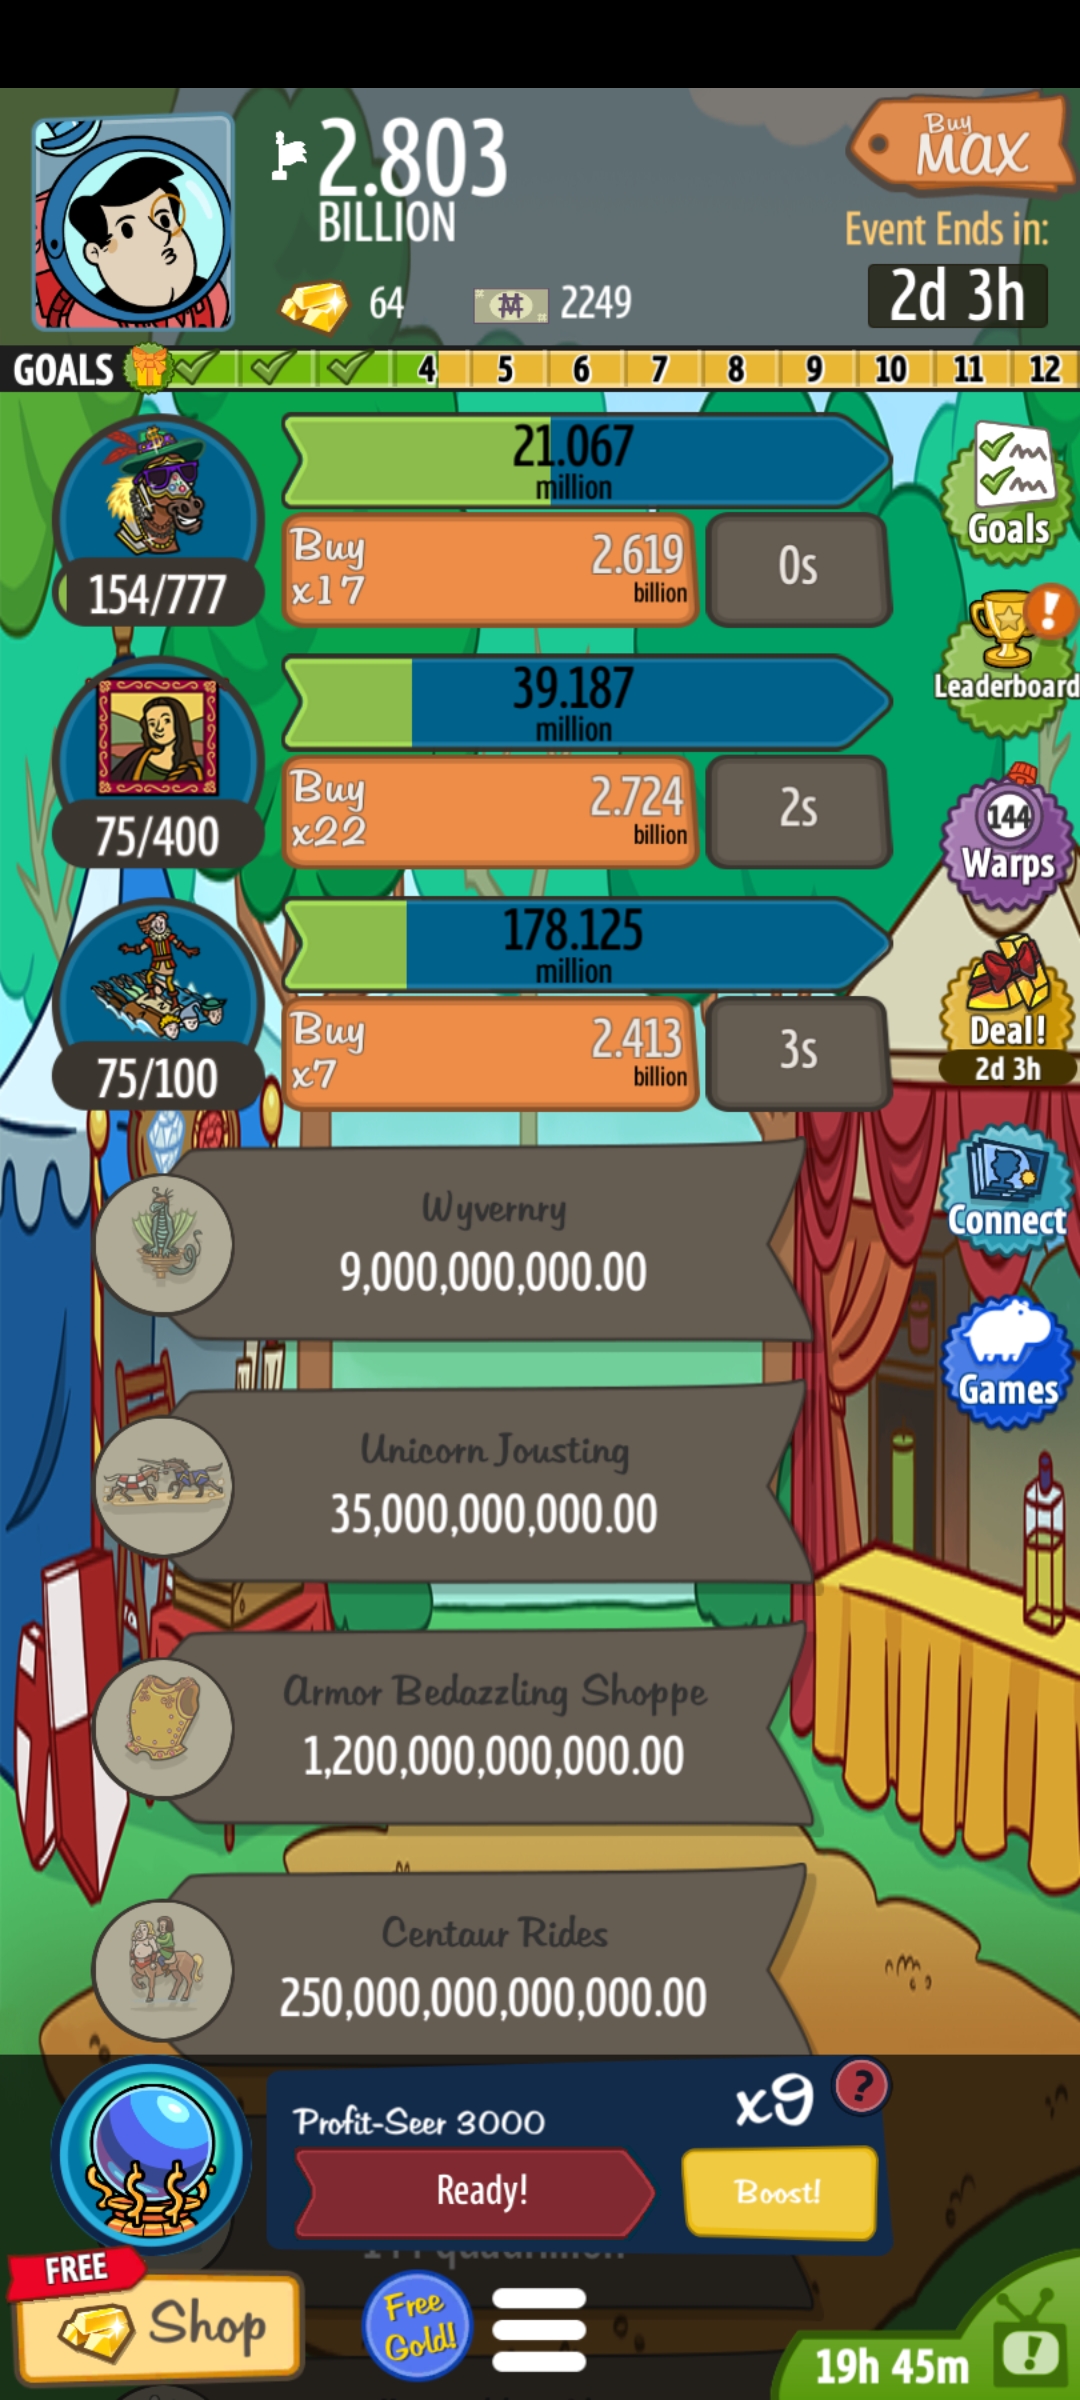 2.803
BILLION
Buy
MAX
Event Ends in:
2d 3h
64
2249
GOALS 4 5 6 7 8 9 10 11 12
21.067
million
154/777
Buy
x17
2.619
billion
0s
Goals
39.187
million
75/400
Buy
x22
2.724
billion
2s
Leaderboard
144
Warps
178.125
million
75/100
Buy
x7
2.413
billion
3s
Deal!
2d 3h
Wyvernry
9,000,000,000.00
Connect
Unicorn Jousting
35,000,000,000.00
Games
Armor Bedazzling Shoppe
1,200,000,000,000.00
Centaur Rides
250,000,000,000,000.00
Profit-Seer 3000
x9
?
Ready!
Boost!
FREE
Shop
Free
Gold!
19h 45m